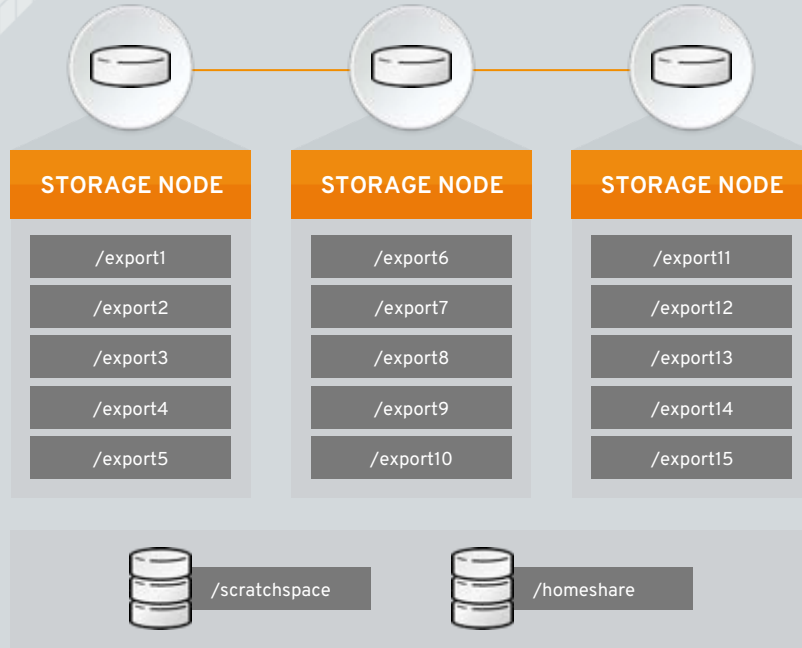 STORAGE NODE
/export1
/export2
/export3
/export4
/export5
STORAGE NODE
/export6
/export7
/export8
/export9
/export10
STORAGE NODE
/export11
/export12
/export13
/export14
/export15
/scratchspace
/homeshare